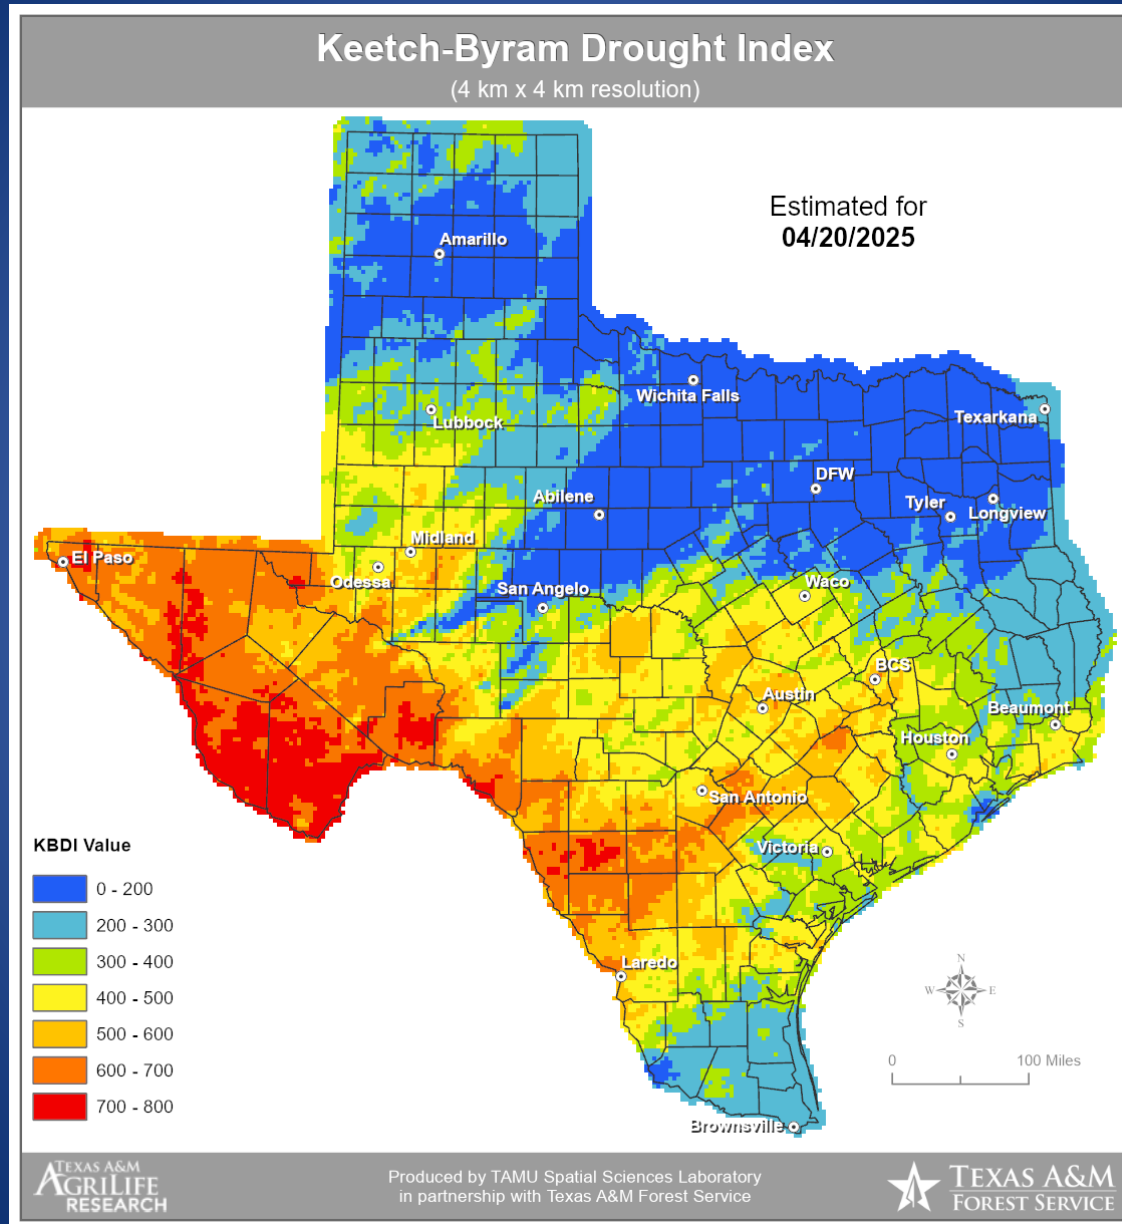 Keetch-Byram Drought Index
(4 km x 4 km resolution)
Estimated for
04/20/2025
Amarillo
Wichita Falls
Texarkana
Lubbock
DFW
Abilene
Tyler
Longview
Midland
El Paso
Odessa
San Angelo
Waco
BCS
Austin
Beaumont
Houston
San Antonio
Victoria
Laredo
Brownsville
KBDI Value
0 - 200
200 - 300
300 - 400
400 - 500
500 - 600
600 - 700
700 - 800
N
W E
S
0 100 Miles
TEXAS A&M
AGRILIFE
RESEARCH
Produced by TAMU Spatial Sciences Laboratory
in partnership with Texas A&M Forest Service
TEXAS A&M
FOREST SERVICE